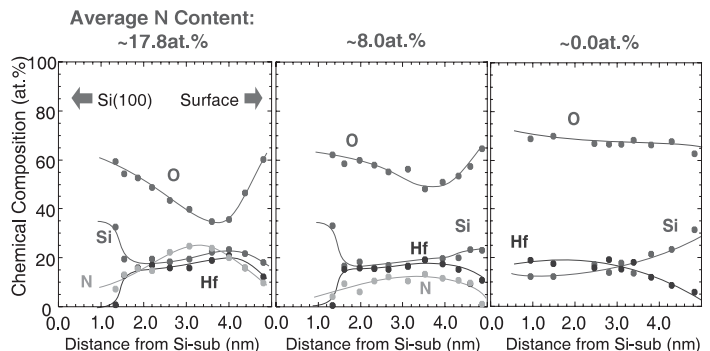 Average N Content:
~17.8at.% ~8.0at.% ~0.0at.%
Chemical Composition (at.%)
100
80
60
40
20
0
Si(100) Surface
O
Si
N
Hf
O
Si
N
O
Hf
Si
0.0 1.0 2.0 3.0 4.0 0.0 1.0 2.0 3.0 4.0 0.0 1.0 2.0 3.0 4.0 5.0
Distance from Si-sub (nm) Distance from Si-sub (nm) Distance from Si-sub (nm)